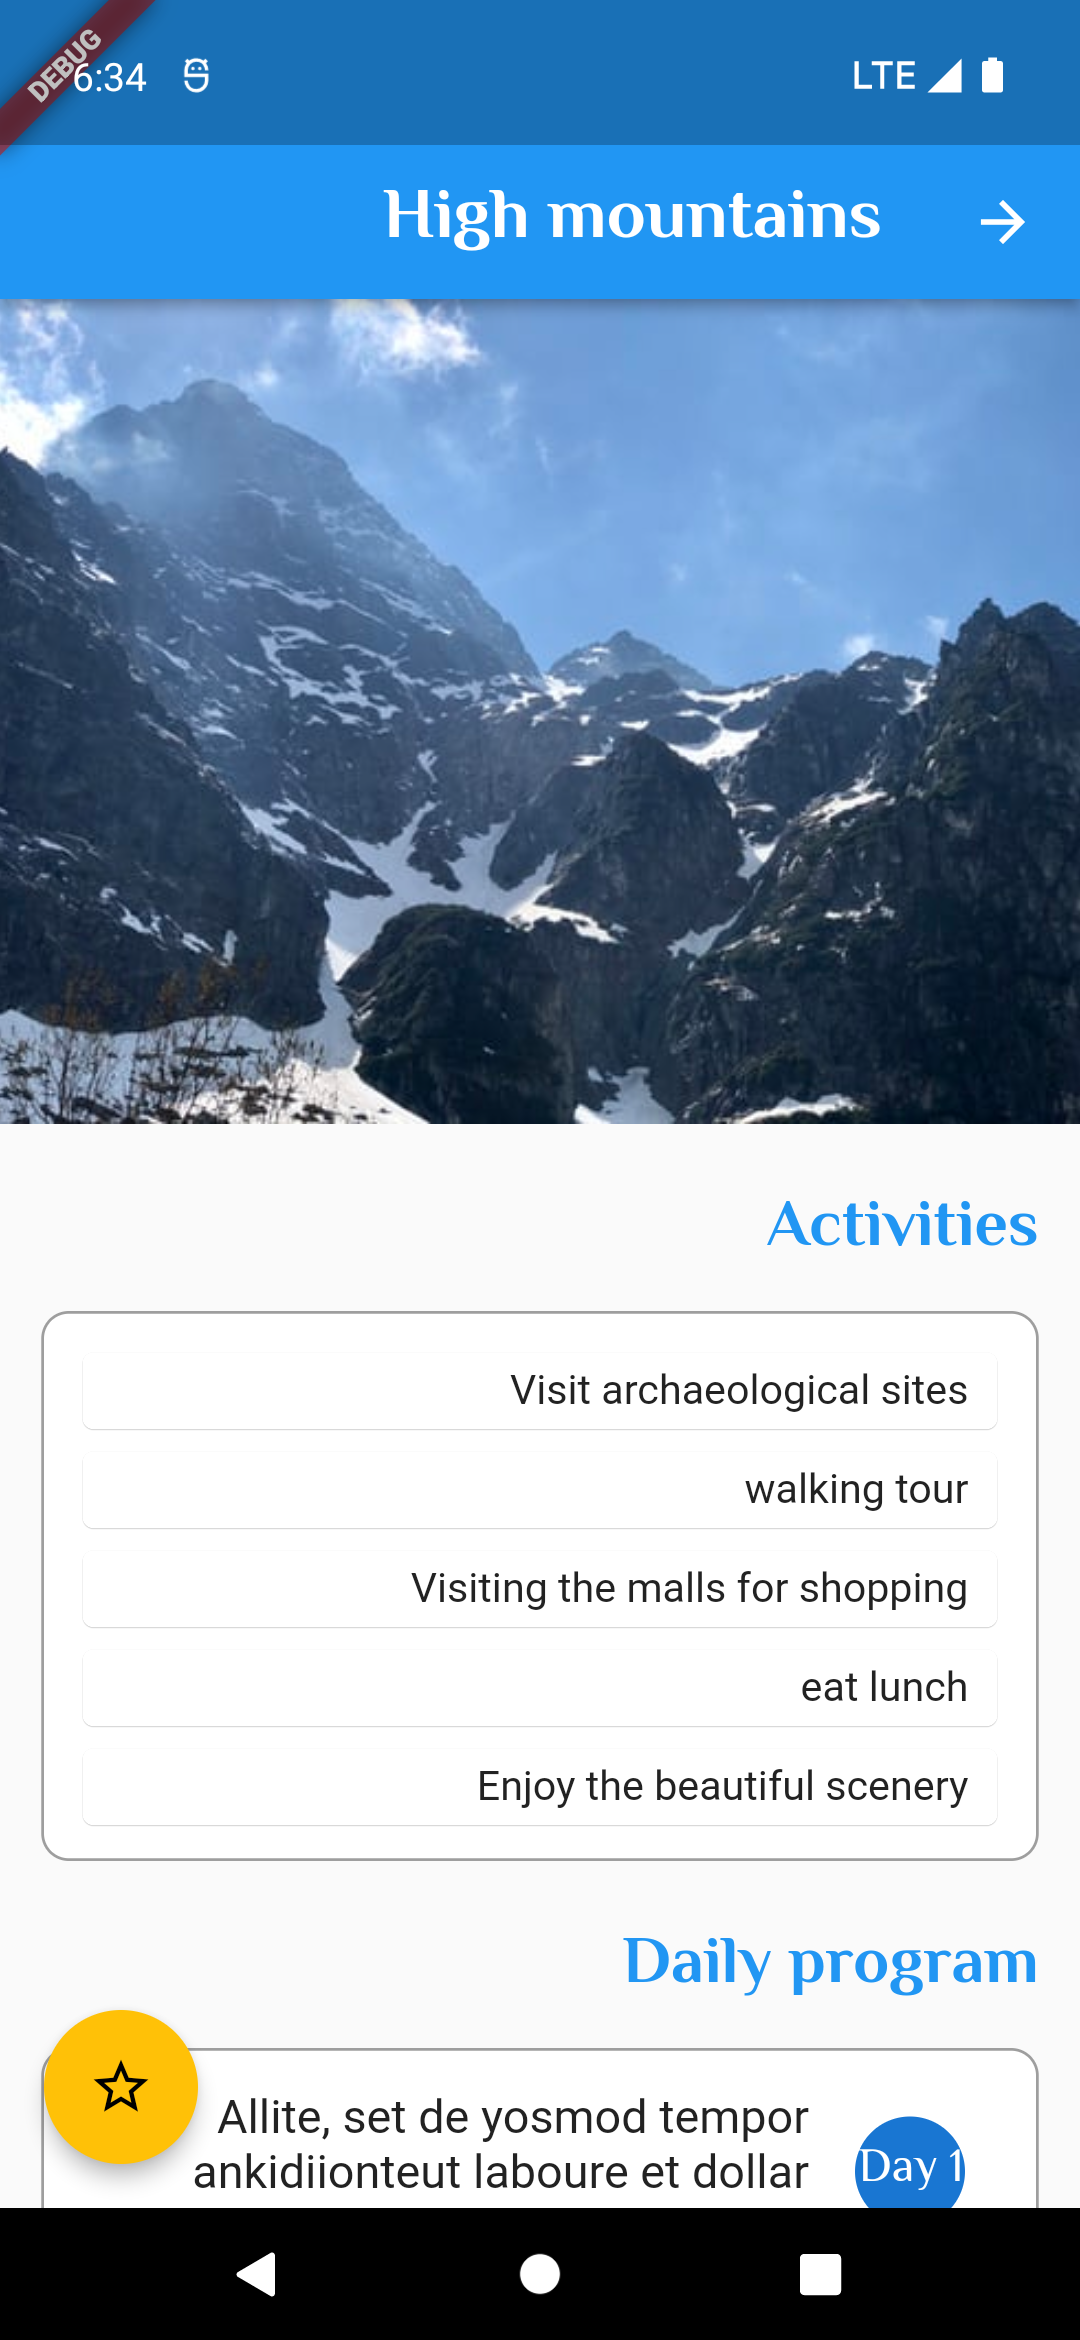 DEBUG
6:34
LTE
High mountains
Activities
Visit archaeological sites
walking tour
Visiting the malls for shopping
eat lunch
Enjoy the beautiful scenery
Daily program
Allite, set de yosmod tempor
ankidiionteut laboure et dollar
Day 1